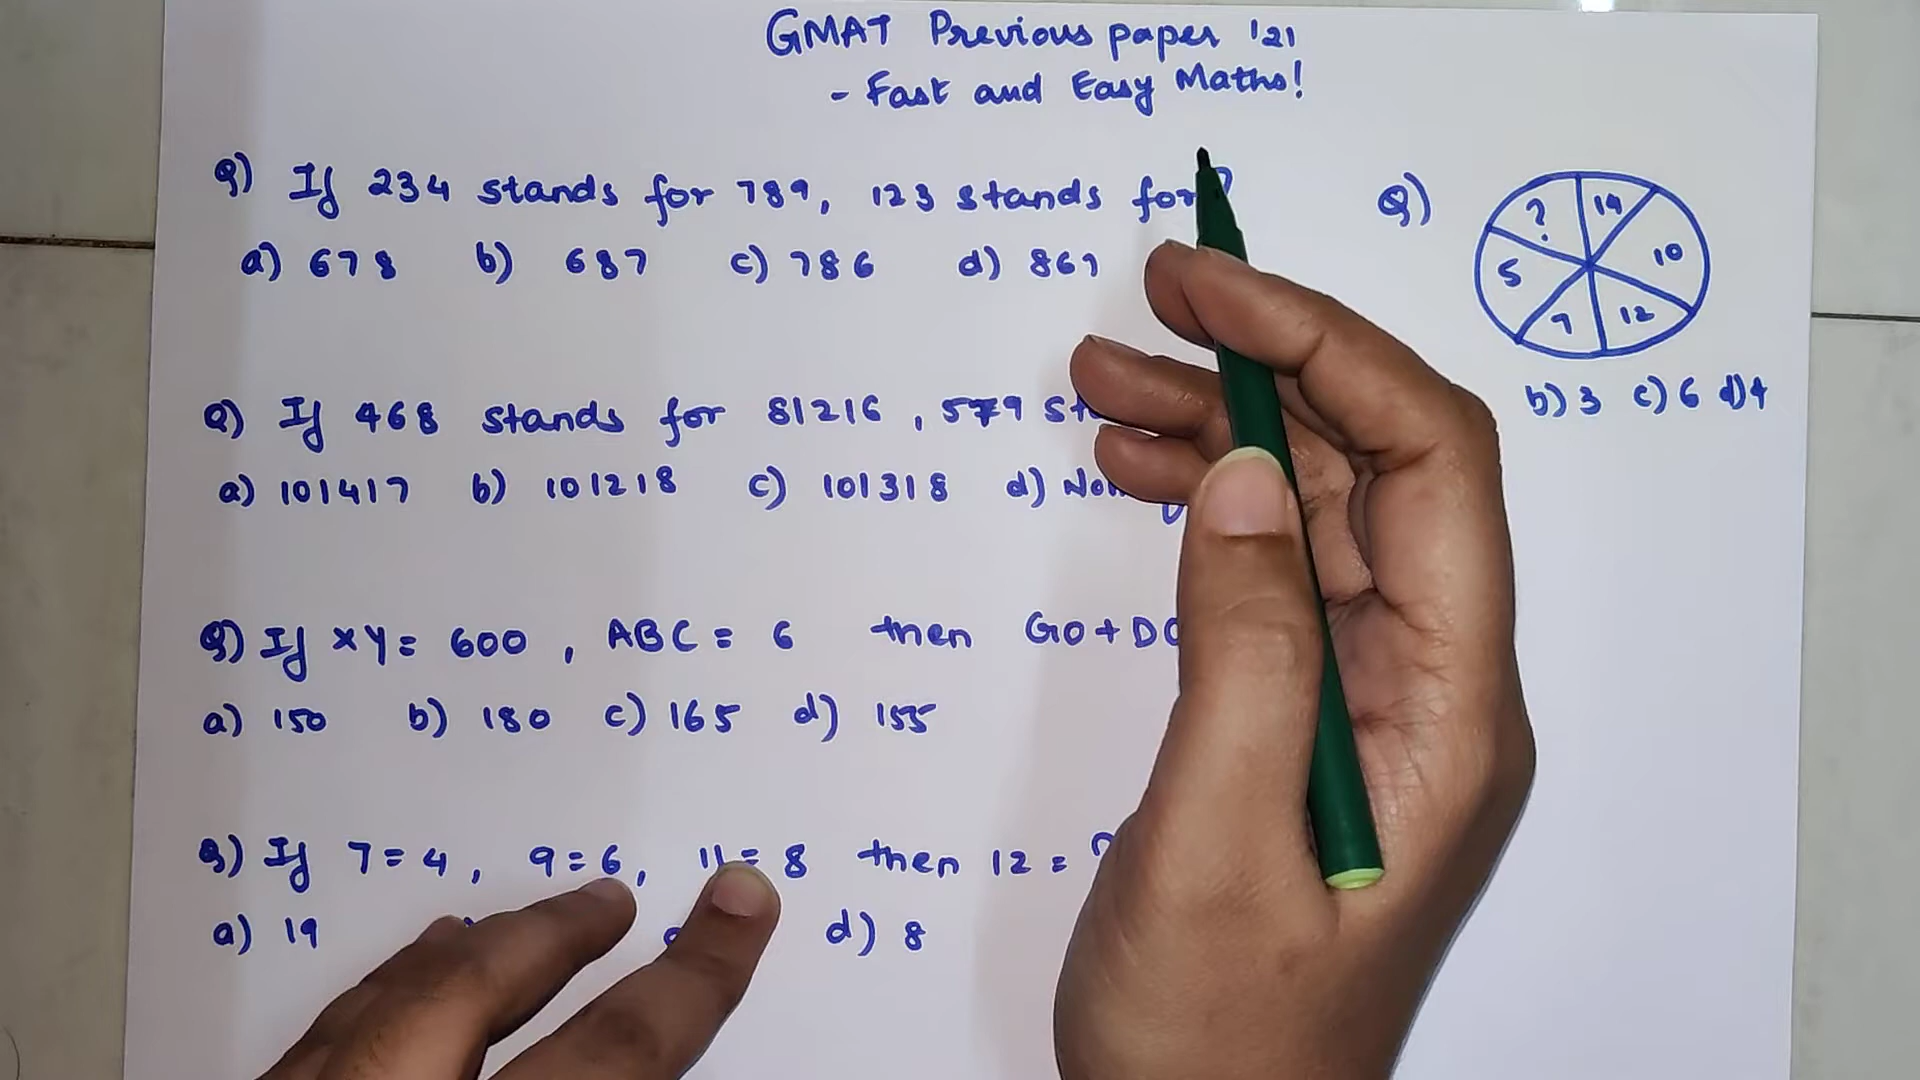 GMAT Previous paper '21
- Fast and Easy Maths!
Q) If 234 stands for 789, 123 stands for ?
a) 678 b) 687 c) 786 d) 867
Q) If 468 stands for 81216, 579
a) 101417 b) 101218 c) 101318 d)
Q) If XY = 600, ABC = 6 then GO +
a) 150 b) 180 c) 165 d) 155
Q) If 7 = 4, 9 = 6, 11 = 8 then 12 = ?
a) 19 d) 8
Q)
? 14
5 10
7 12
b) 3 c) 6 d) 4